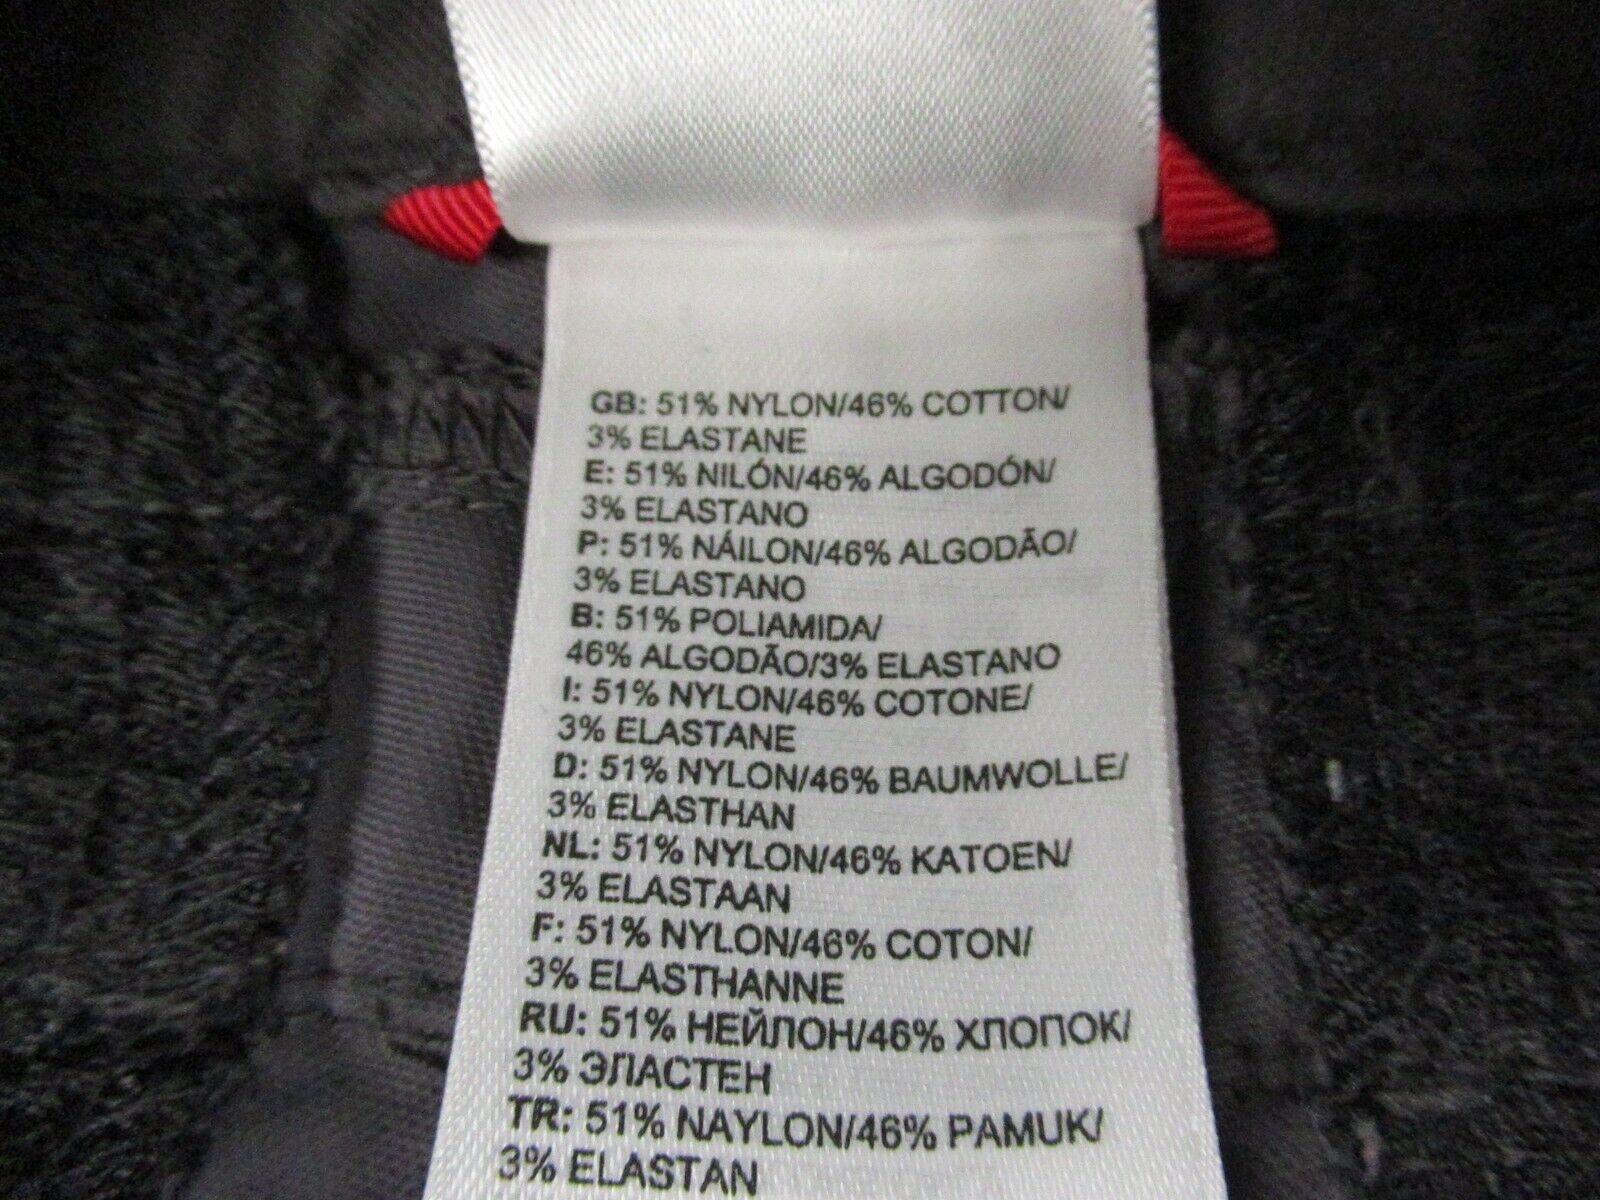 GB: 51% NYLON/46% COTTON/
3% ELASTANE
E: 51% NILÓN/46% ALGODÓN/
3% ELASTANO
P: 51% NÁILON/46% ALGODÃO/
3% ELASTANO
B: 51% POLIAMIDA/
46% ALGODÃO/3% ELASTANO
I: 51% NYLON/46% COTONE/
3% ELASTANE
D: 51% NYLON/46% BAUMWOLLE/
3% ELASTHAN
NL: 51% NYLON/46% KATOEN/
3% ELASTAAN
F: 51% NYLON/46% COTON/
3% ELASTHANNE
RU: 51% НЕЙЛОН/46% ХЛОПОК/
3% ЭЛАСТЕН
TR: 51% NAYLON/46% PAMUK/
3% ELASTAN